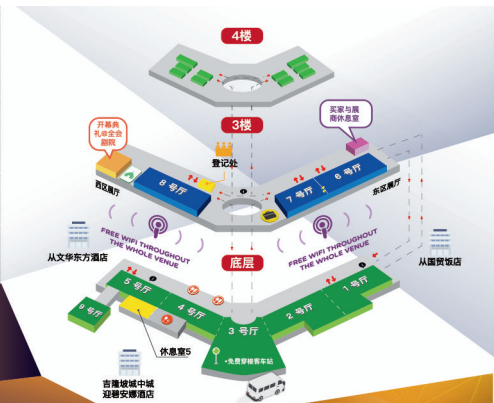 4楼
3楼
开幕典
礼@全会
剧院
登记处
买家与展
商休息室
西区展厅
8 号厅
7 号厅
6 号厅
东区展厅
FREE WIFI THROUGHOUT
THE WHOLE VENUE
FREE WIFI THROUGHOUT
THE WHOLE VENUE
从文华东方酒店
底层
从国贸饭店
5 号厅
4 号厅
3 号厅
2 号厅
1 号厅
9 号厅
休息室5
•免费穿梭客车站
吉隆坡城中城
迎碧安娜酒店